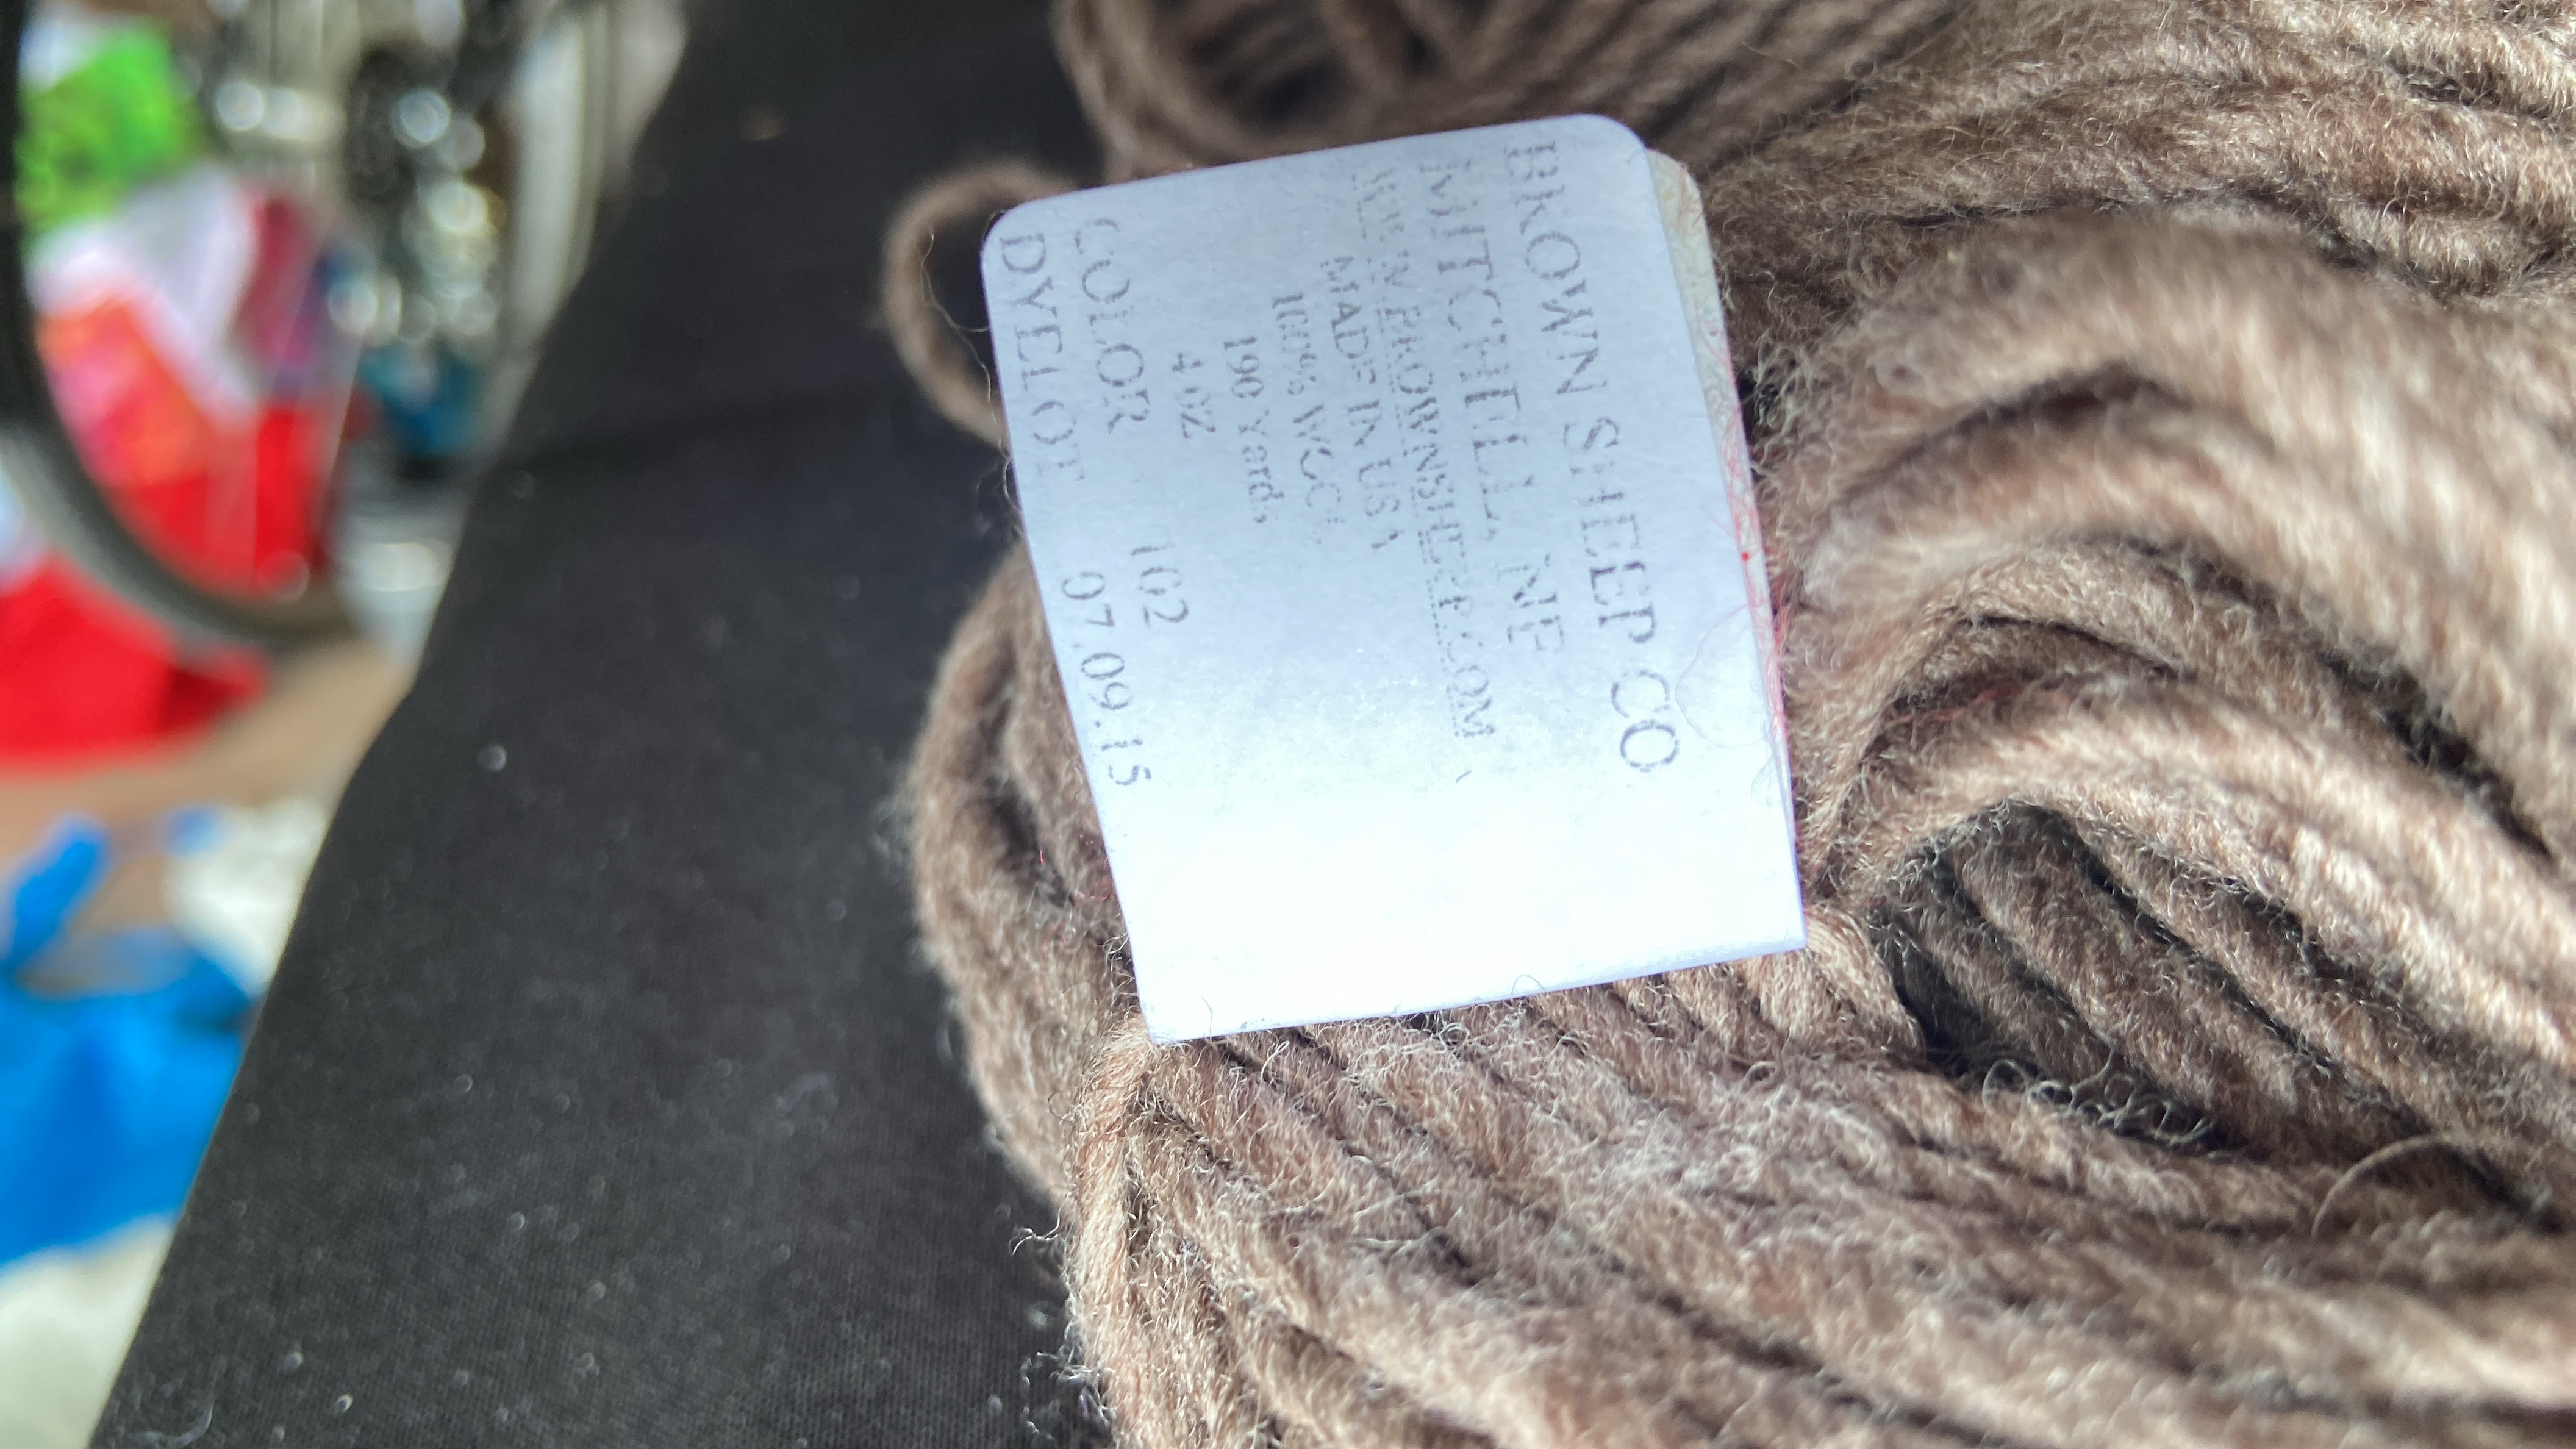 BROWN SHEEP CO
MITCHELL, NE
WWW.BROWNSHEEP.COM
MADE IN USA
100% WOOL
190 Yards
4 OZ
COLOR 102
DYELOT 07.09.15